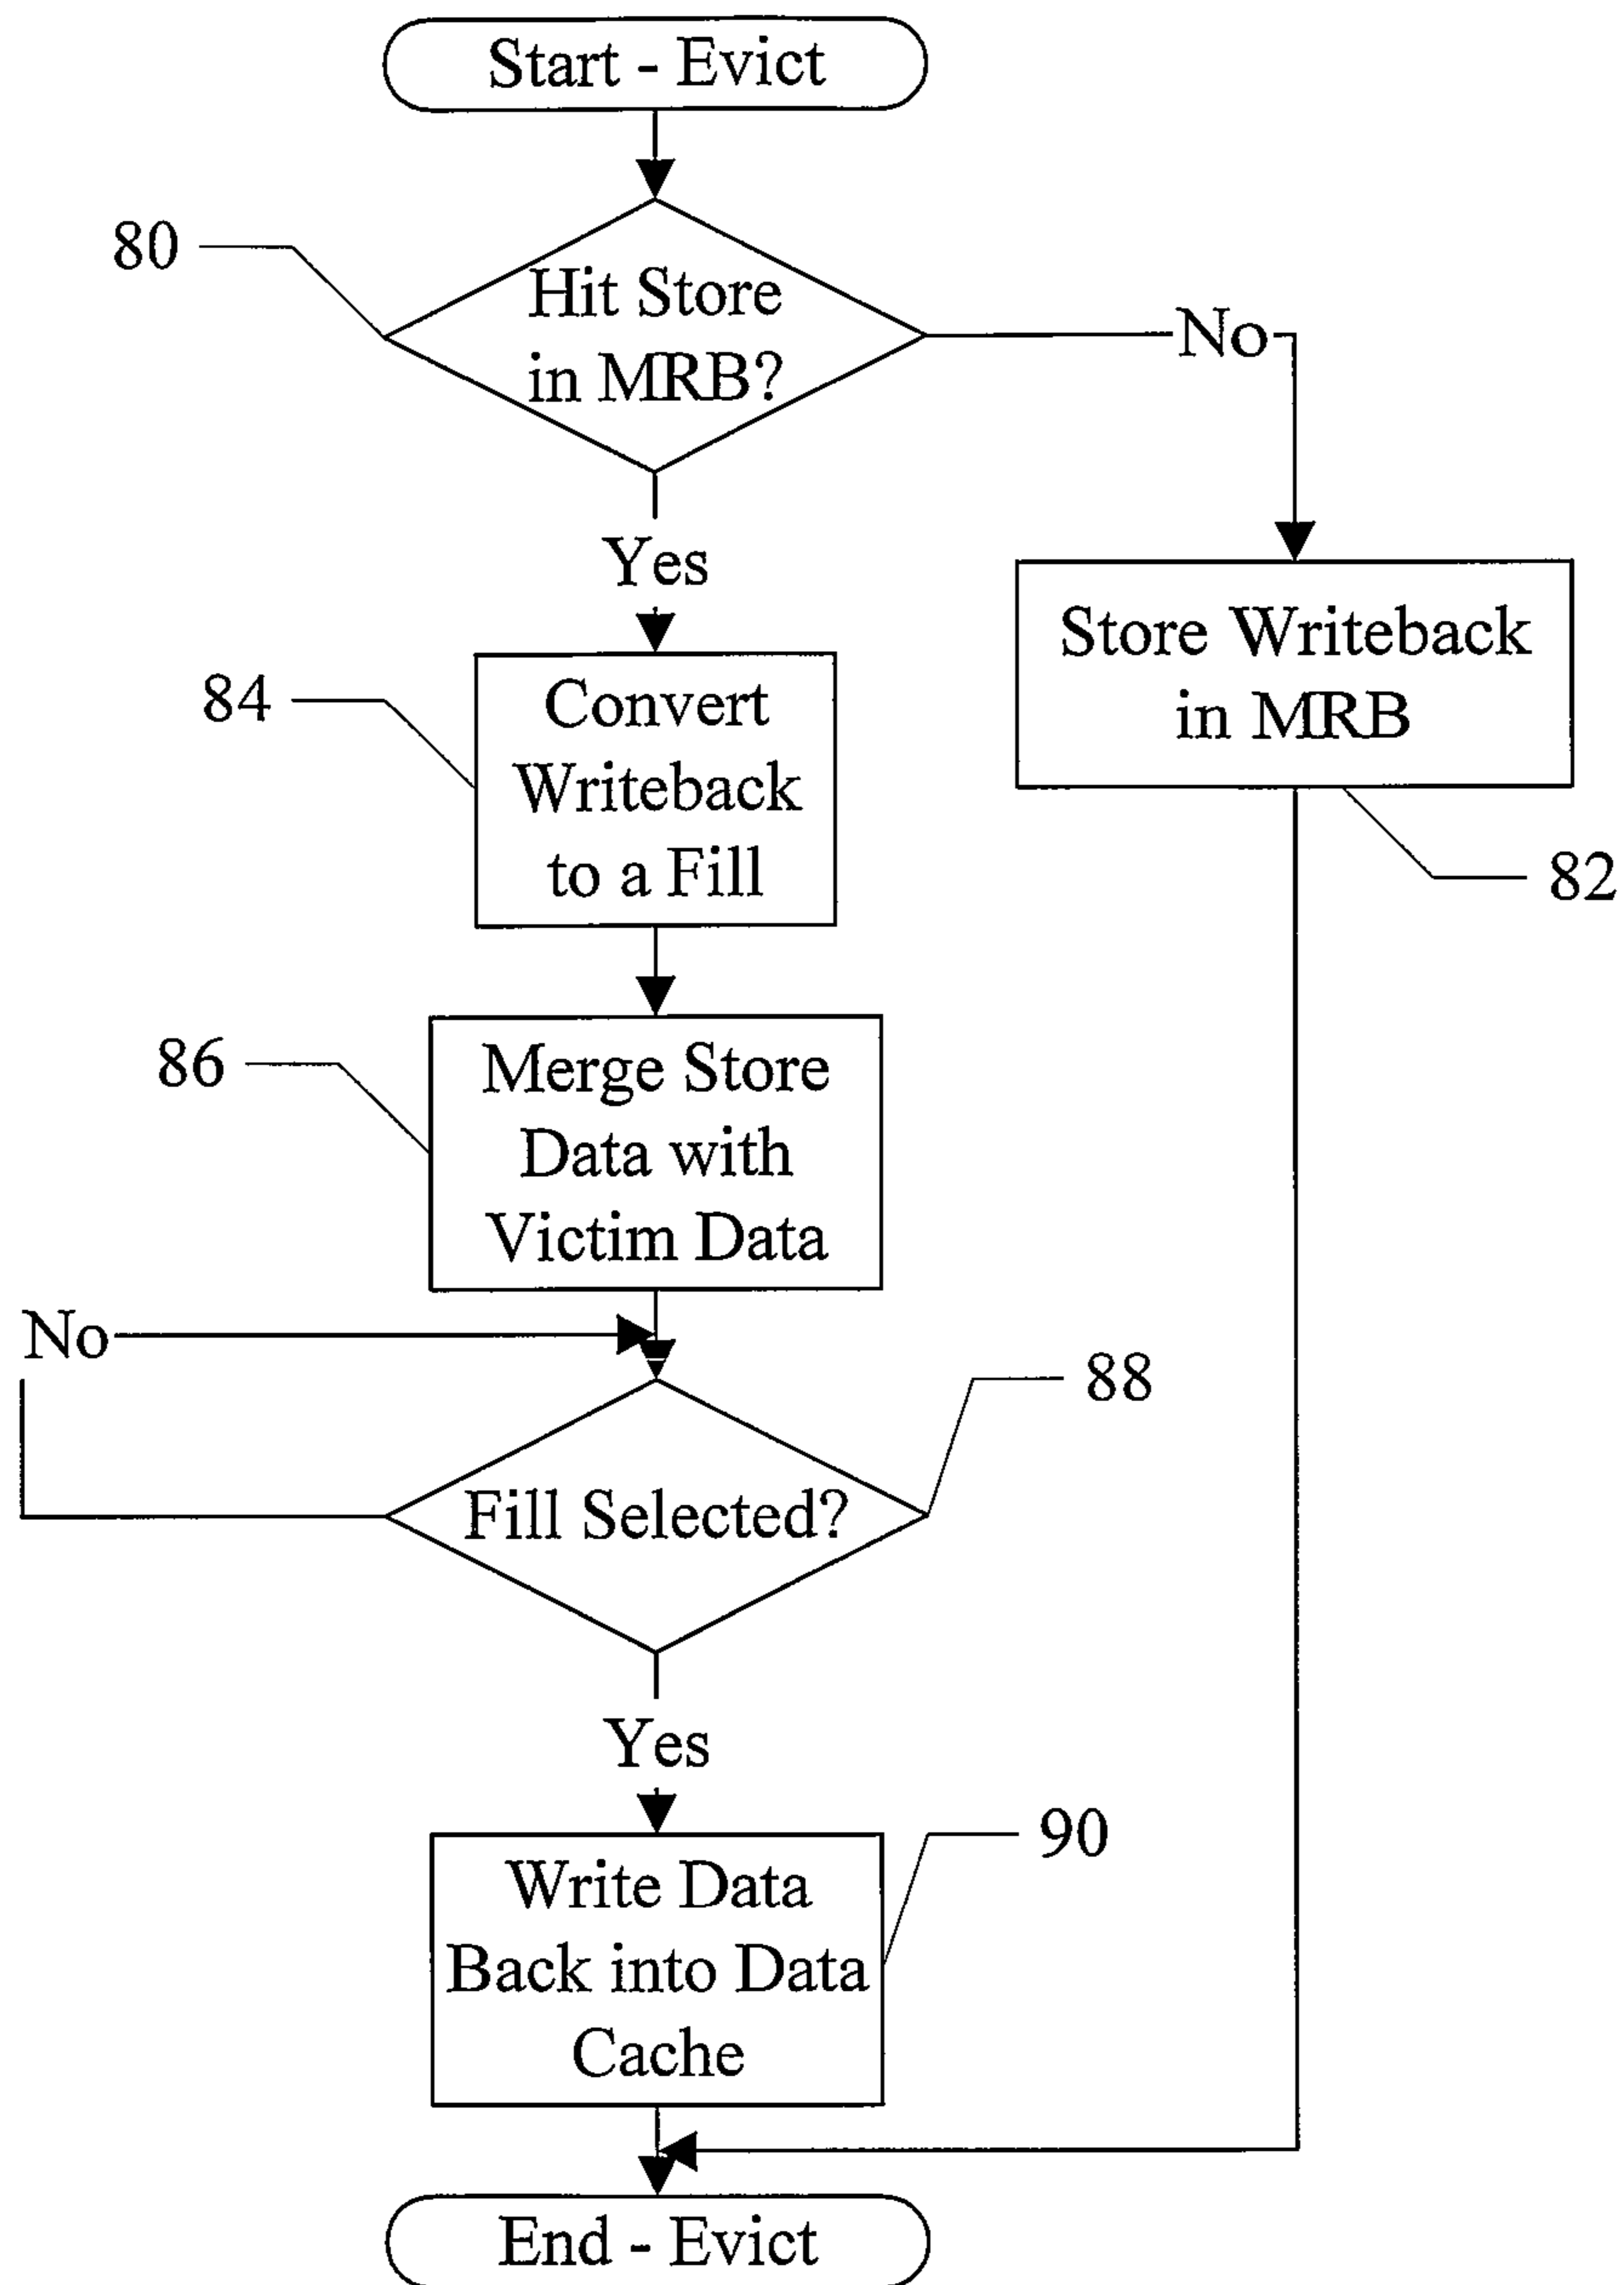 Start - Evict
80
Hit Store
in MRB?
No
Yes
Store Writeback
in MRB
84
Convert
Writeback
to a Fill
82
86
Merge Store
Data with
Victim Data
No
88
Fill Selected?
Yes
90
Write Data
Back into Data
Cache
End - Evict